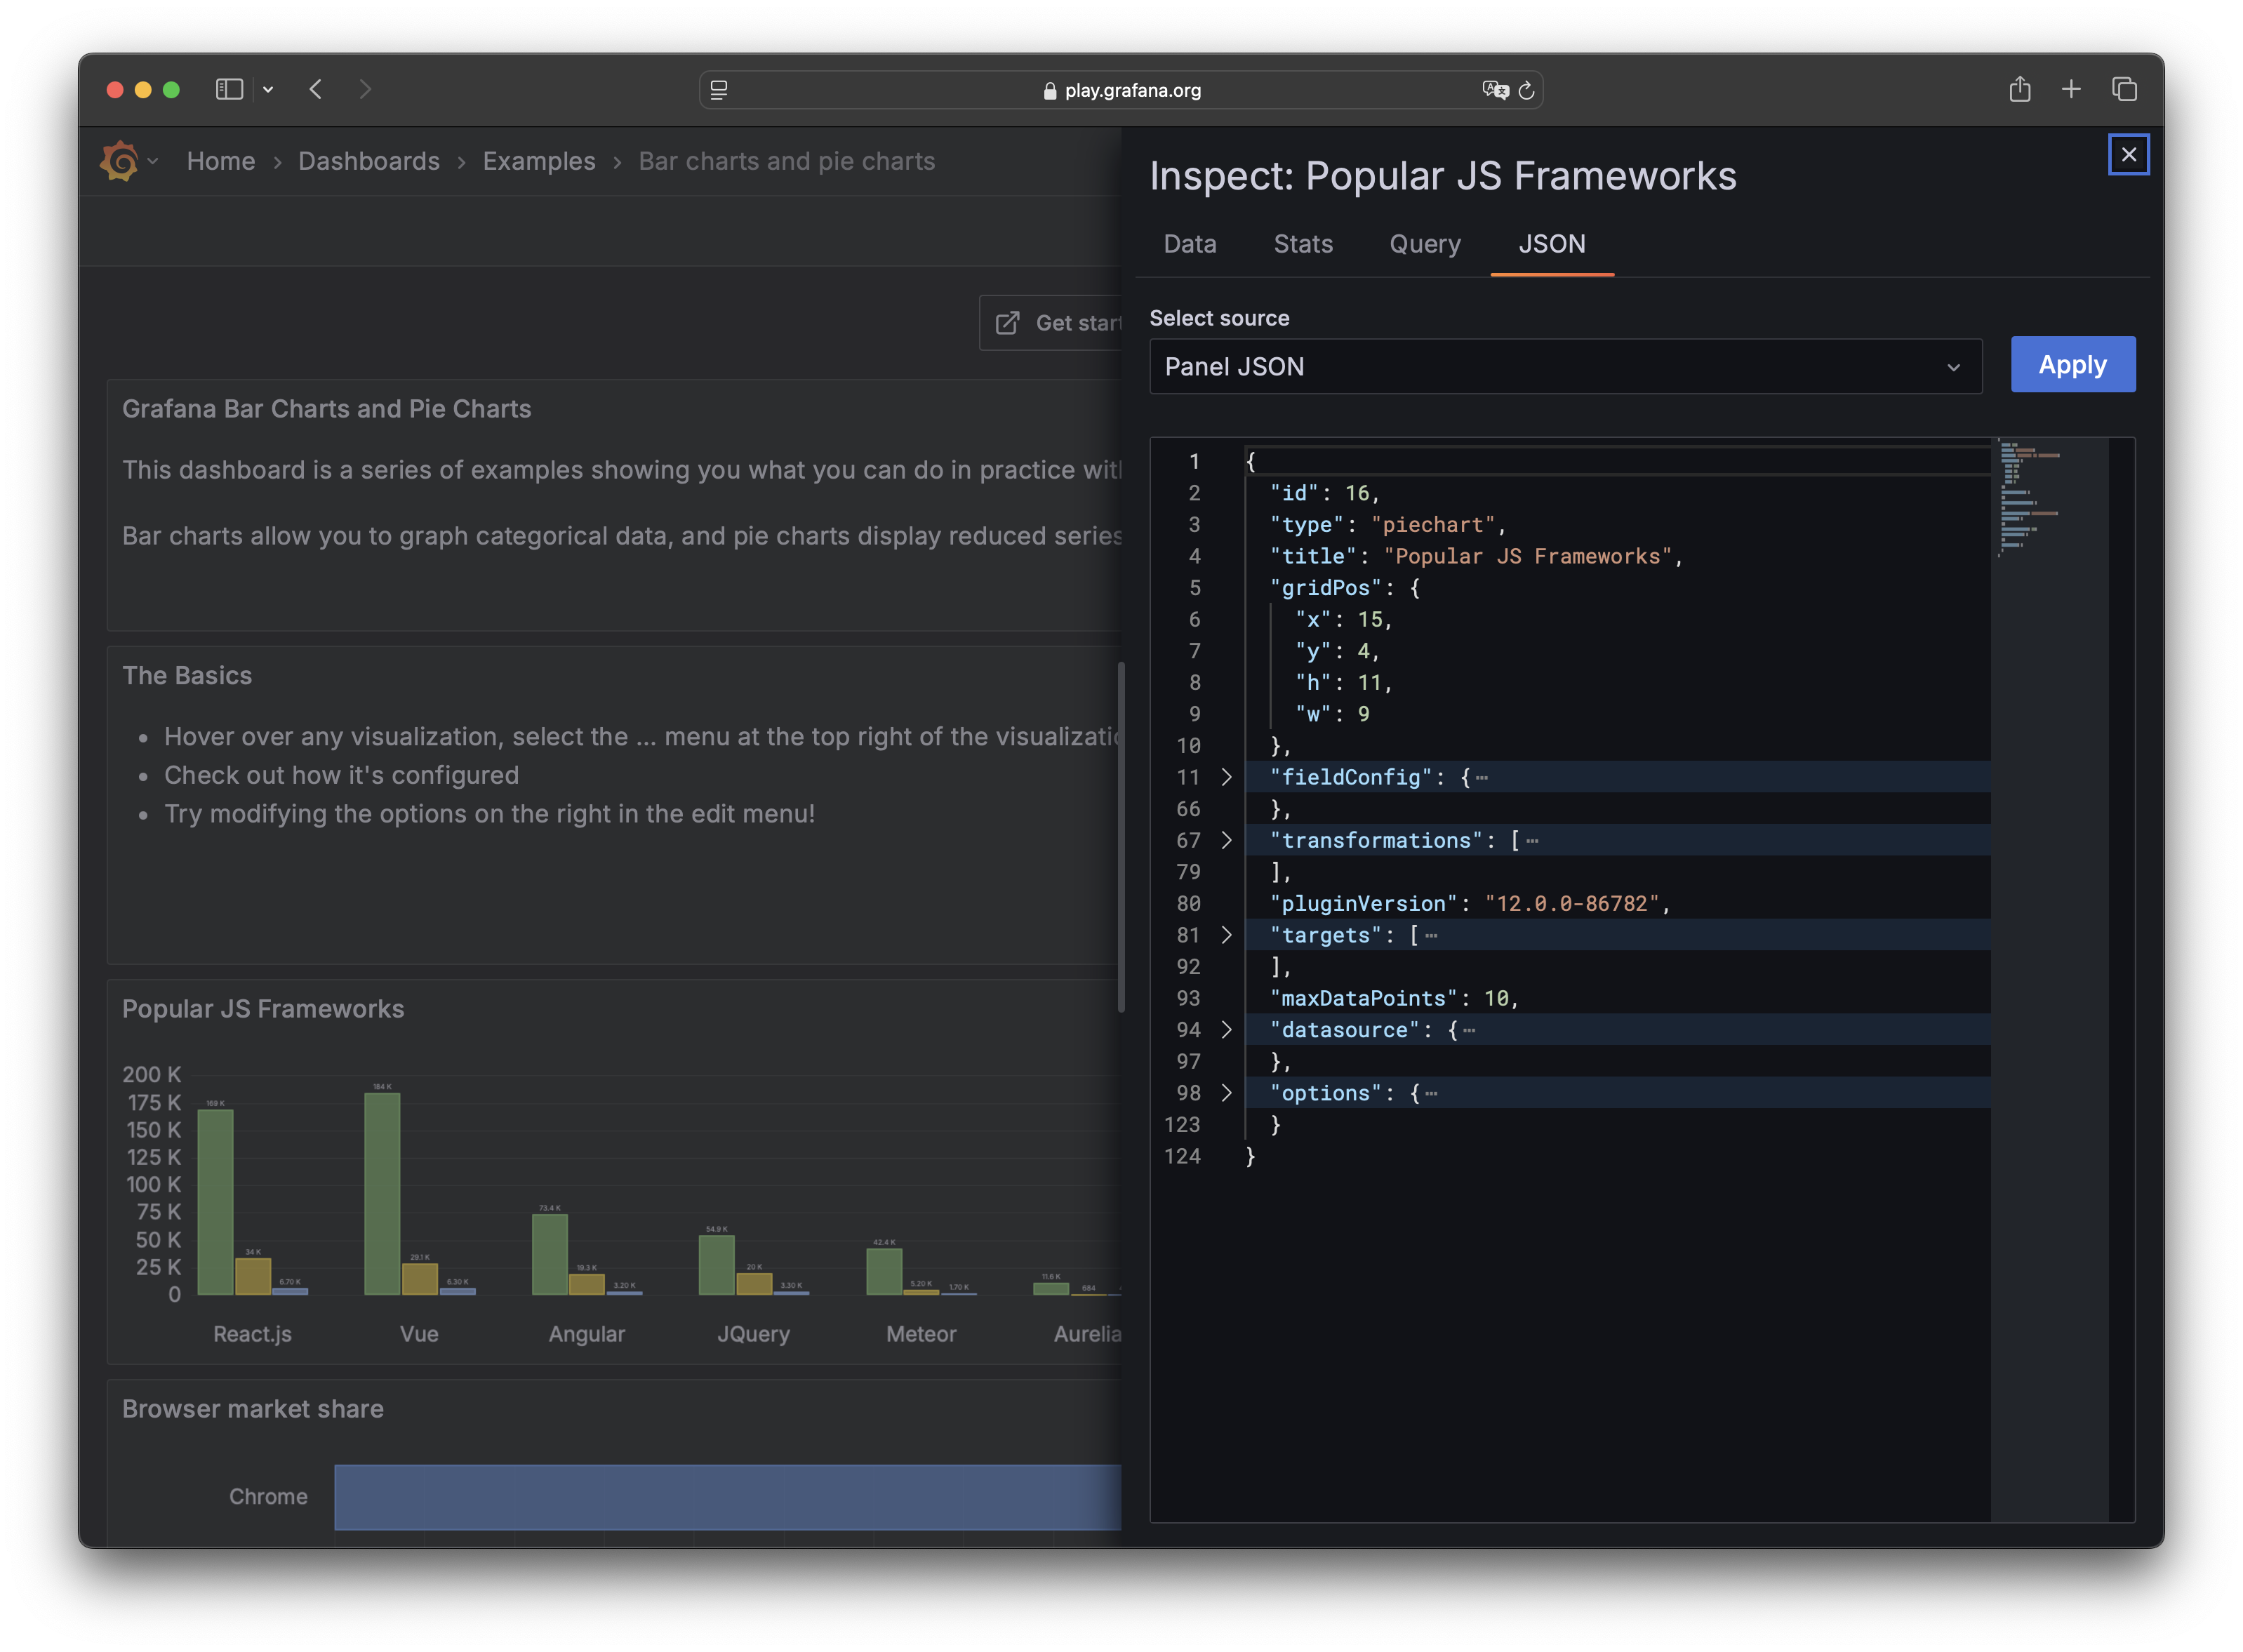 play.grafana.org
Home > Dashboards > Examples > Bar charts and pie charts
Get start
Grafana Bar Charts and Pie Charts
This dashboard is a series of examples showing you what you can do in practice wit
Bar charts allow you to graph categorical data, and pie charts display reduced series
The Basics
• Hover over any visualization, select the ... menu at the top right of the visualizatio
• Check out how it's configured
• Try modifying the options on the right in the edit menu!
Popular JS Frameworks
200 K
175 K
150 K
125 K
100 K
75 K
50 K
25 K
0
169 K
34 K
6.70 K
184 K
29.1 K
6.30 K
73.4 K
19.3 K
3.20 K
54.9 K
20 K
3.30 K
42.4 K
5.20 K
1.70 K
11.6 K
684
React.js Vue Angular JQuery Meteor Aurelia
Browser market share
Chrome
Inspect: Popular JS Frameworks
Data Stats Query JSON
Select source
Panel JSON
Apply
1 {
2 "id": 16,
3 "type": "piechart",
4 "title": "Popular JS Frameworks",
5 "gridPos": {
6 "x": 15,
7 "y": 4,
8 "h": 11,
9 "w": 9
10 },
11 > "fieldConfig": {⋯
66 },
67 > "transformations": [⋯
79 ],
80 "pluginVersion": "12.0.0-86782",
81 > "targets": [⋯
92 ],
93 "maxDataPoints": 10,
94 > "datasource": {⋯
97 },
98 > "options": {⋯
123 }
124 }